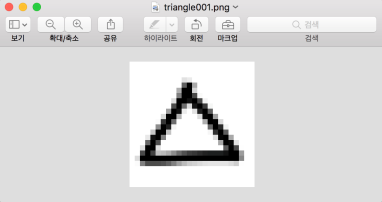 triangle001.png
검색
보기
확대/축소
공유
하이라이트
회전
마크업
검색